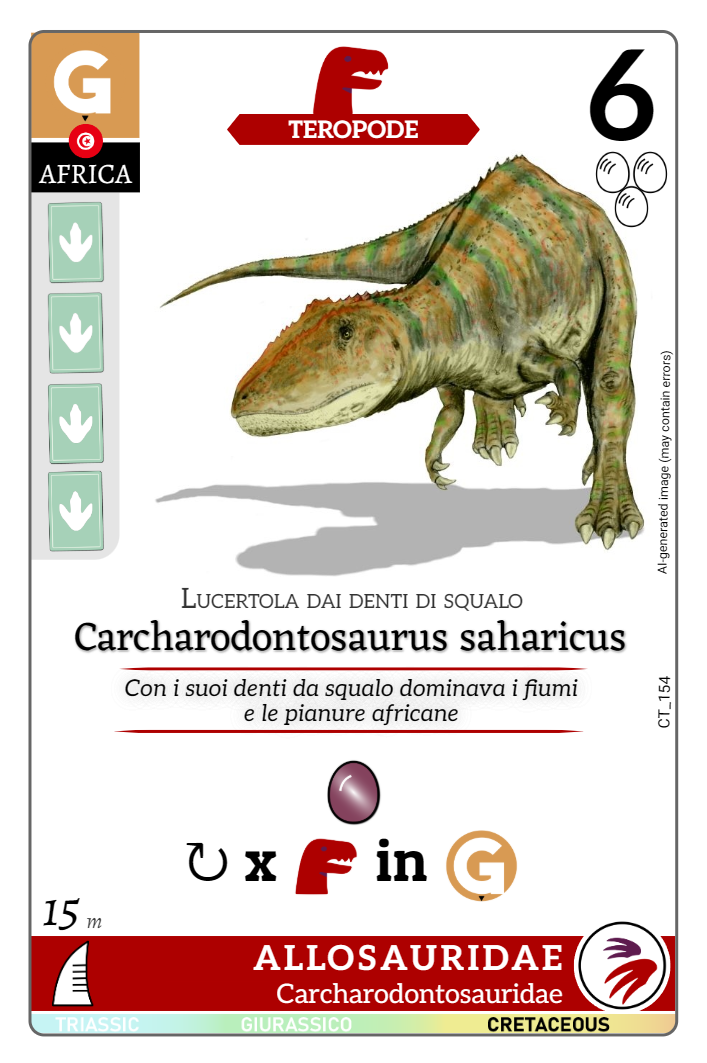 G
AFRICA
TEROPODE
6
AI-generated image (may contain errors)
LUCERTOLA DAI DENTI DI SQUALO
Carcharodontosaurus saharicus
Con i suoi denti da squalo dominava i fiumi
e le pianure africane
CT_154
↻ x in G
15 m
ALLOSAURIDAE
Carcharodontosauridae
TRIASSIC GIURASSICO CRETACEOUS